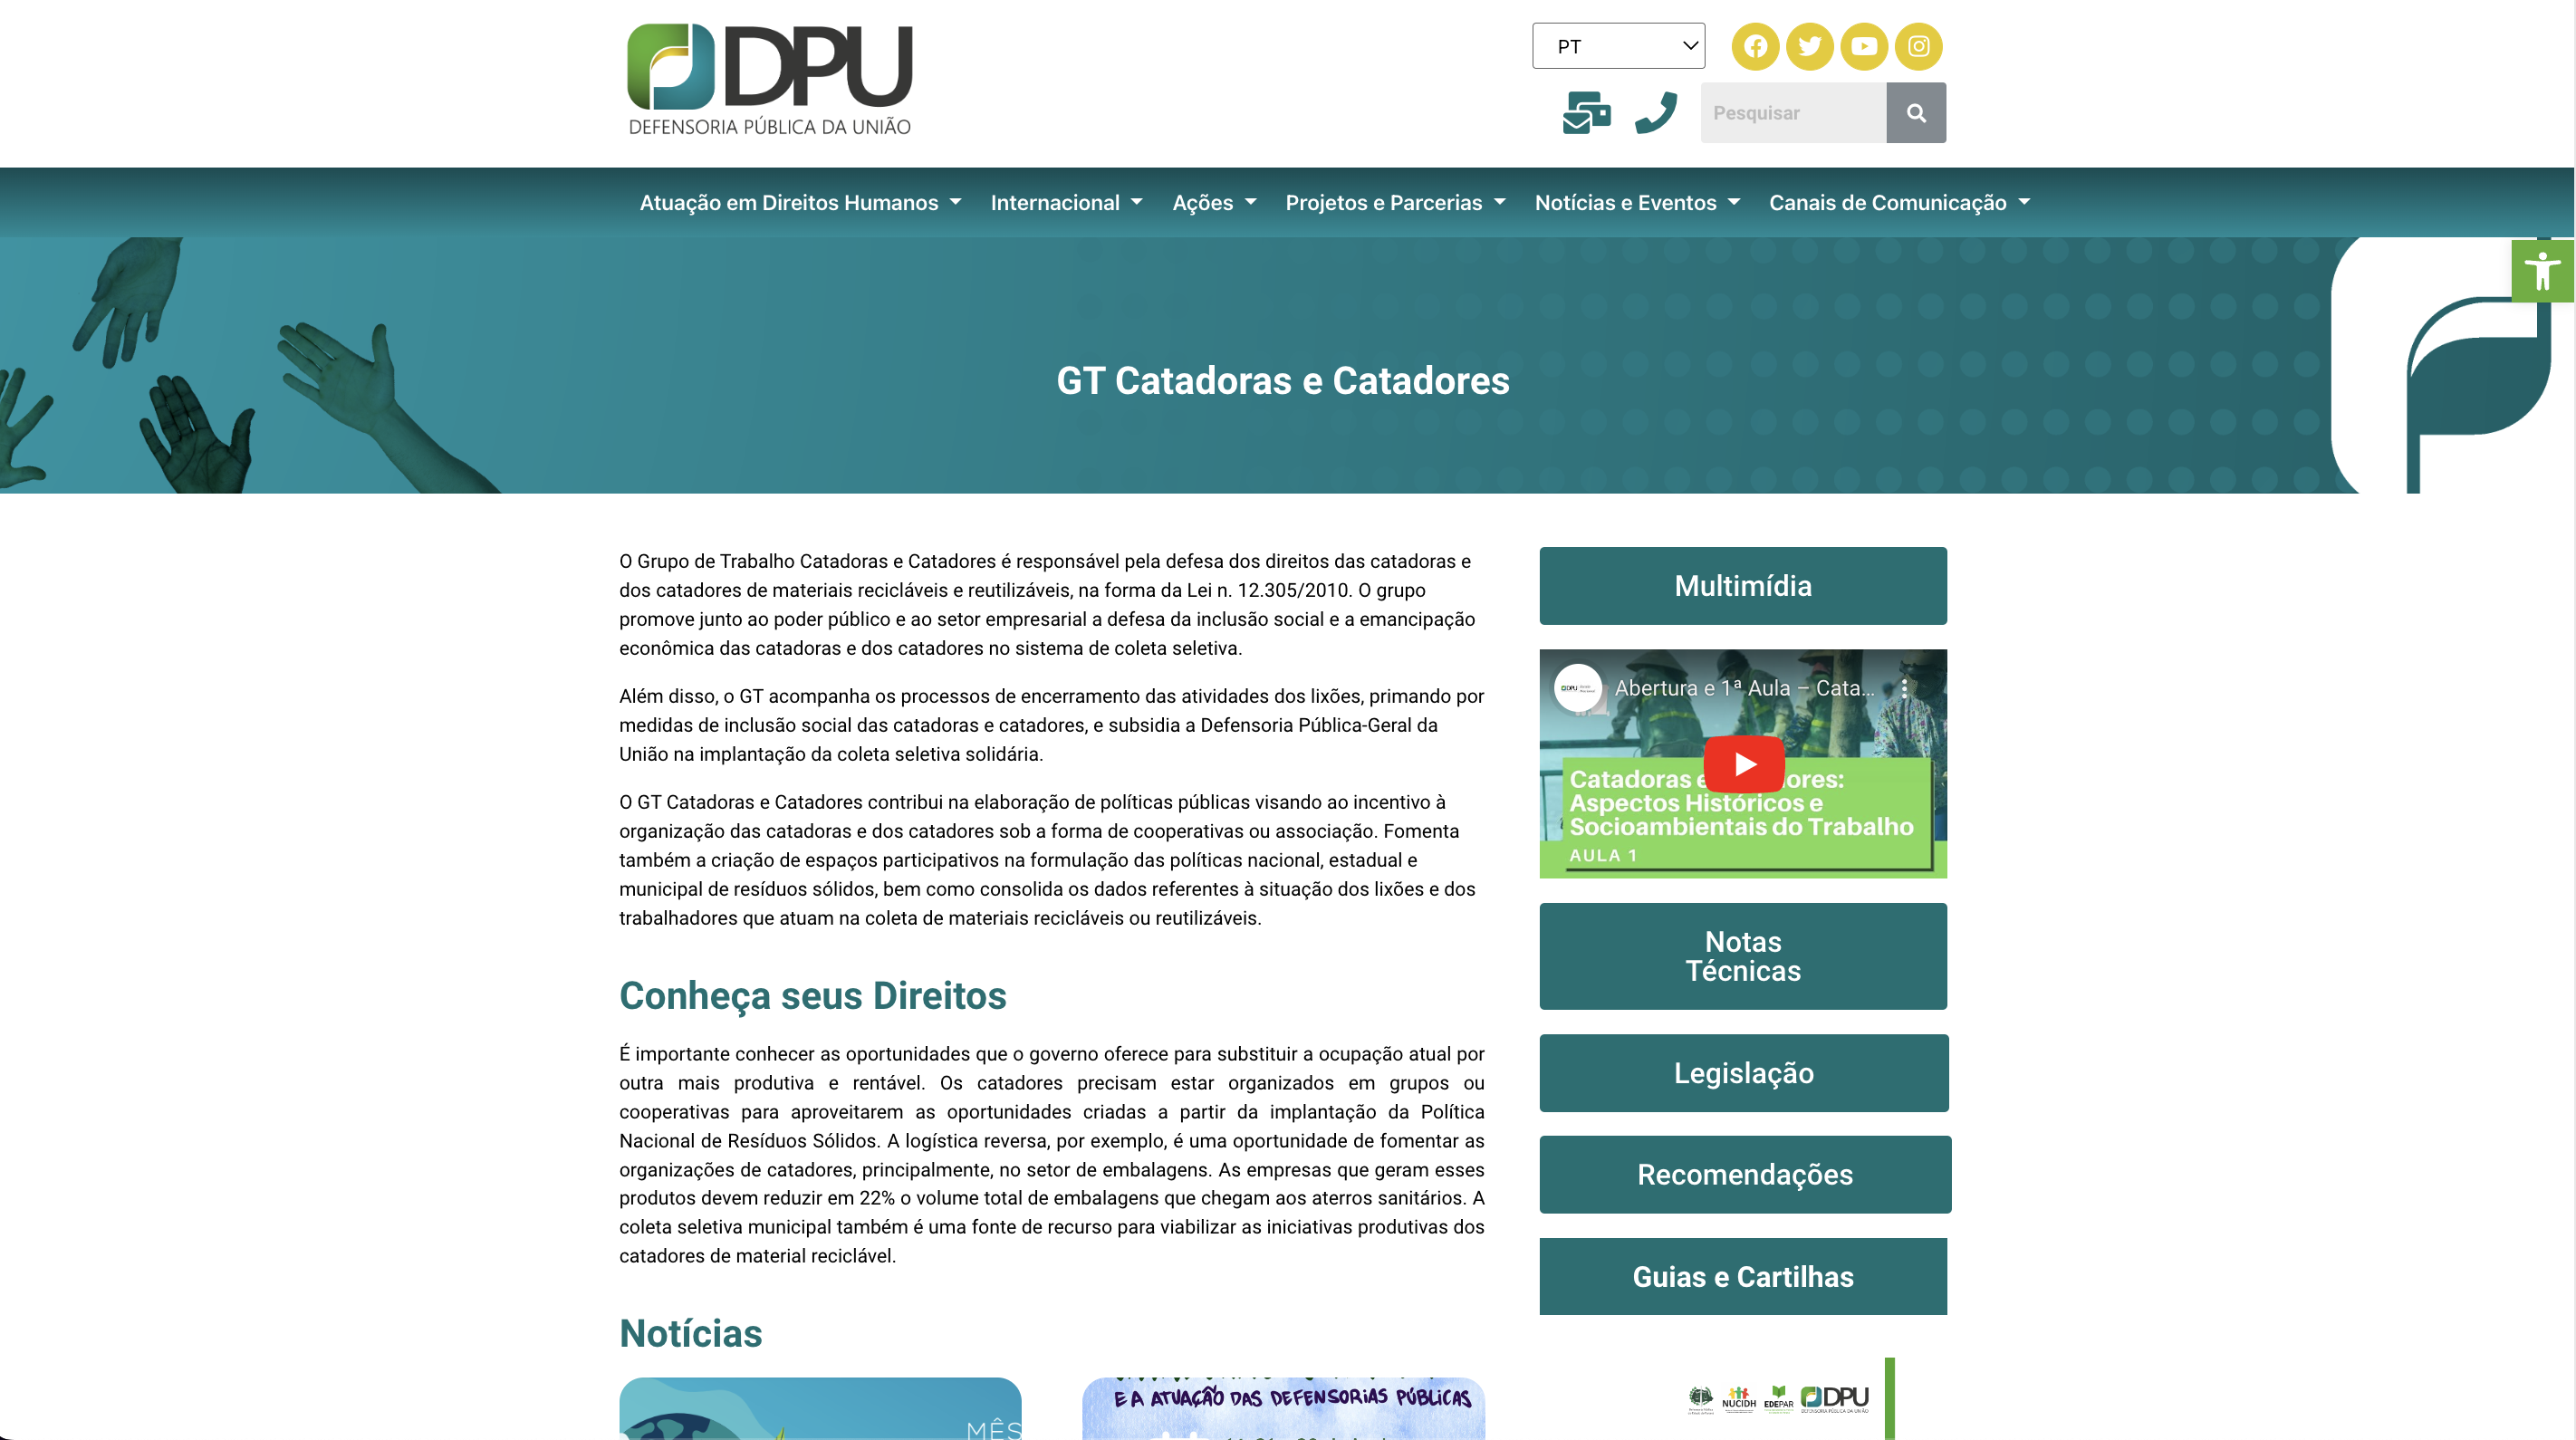 DPU
DEFENSORIA PÚBLICA DA UNIÃO
PT
Pesquisar
Atuação em Direitos Humanos
Internacional
Ações
Projetos e Parcerias
Notícias e Eventos
Canais de Comunicação
GT Catadoras e Catadores
O Grupo de Trabalho Catadoras e Catadores é responsável pela defesa dos direitos das catadoras e
dos catadores de materiais recicláveis e reutilizáveis, na forma da Lei n. 12.305/2010. O grupo
promove junto ao poder público e ao setor empresarial a defesa da inclusão social e a emancipação
econômica das catadoras e dos catadores no sistema de coleta seletiva.
Além disso, o GT acompanha os processos de encerramento das atividades dos lixões, primando por
medidas de inclusão social das catadoras e catadores, e subsidia a Defensoria Pública-Geral da
União na implantação da coleta seletiva solidária.
O GT Catadoras e Catadores contribui na elaboração de políticas públicas visando ao incentivo à
organização das catadoras e dos catadores sob a forma de cooperativas ou associação. Fomenta
também a criação de espaços participativos na formulação das políticas nacional, estadual e
municipal de resíduos sólidos, bem como consolida os dados referentes à situação dos lixões e dos
trabalhadores que atuam na coleta de materiais recicláveis ou reutilizáveis.
Conheça seus Direitos
É importante conhecer as oportunidades que o governo oferece para substituir a ocupação atual por
outra mais produtiva e rentável. Os catadores precisam estar organizados em grupos ou
cooperativas para aproveitarem as oportunidades criadas a partir da implantação da Política
Nacional de Resíduos Sólidos. A logística reversa, por exemplo, é uma oportunidade de fomentar as
organizações de catadores, principalmente, no setor de embalagens. As empresas que geram esses
produtos devem reduzir em 22% o volume total de embalagens que chegam aos aterros sanitários. A
coleta seletiva municipal também é uma fonte de recurso para viabilizar as iniciativas produtivas dos
catadores de material reciclável.
Notícias
MÊS
E A ATUAÇÃO DAS DEFENSORIAS PÚBLICAS
Multimídia
DPU
Abertura e 1ª Aula – Cata...
Catadoras e ores:
Aspectos Históricos e
Socioambientais do Trabalho
AULA 1
Notas
Técnicas
Legislação
Recomendações
Guias e Cartilhas
NUCIDH
EDEPAR
DPU
DEFENSORIA PÚBLICA DA UNIÃO